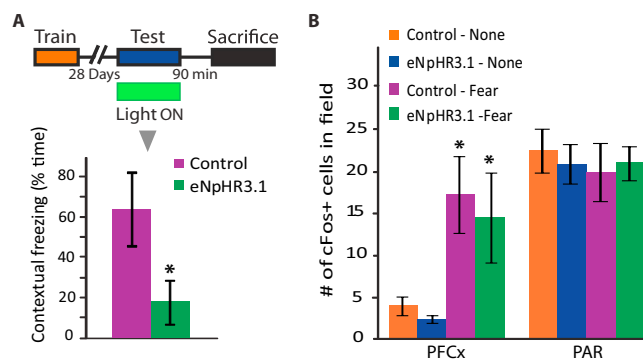 A
Train
Test
Sacrifice
28 Days
90 min
Light ON
Control
eNpHR3.1
Contextual freezing (% time)
80
60
40
20
0
*
B
Control - None
eNpHR3.1 - None
Control - Fear
eNpHR3.1 -Fear
# of cFos+ cells in field
30
25
20
15
10
5
0
*
*
PFCx
PAR